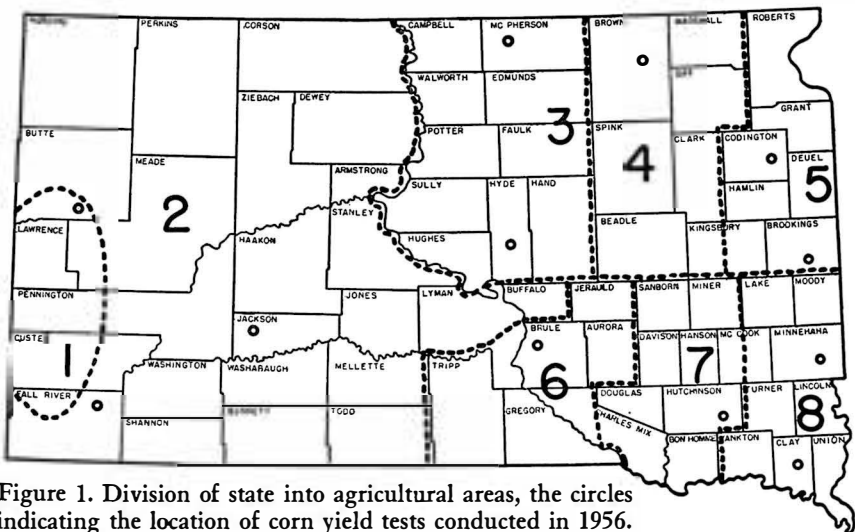 PERKINS
CORSON
CAMPBELL
MC PHERSON
BROWN
MARSHALL
ROBERTS
WALWORTH
EDMUNDS
DAY
ZIEBACH
DEWEY
GRANT
BUTTE
POTTER
FAULK
3
SPINK
CLARK
CODINGTON
MEADE
4
DEUEL
ARMSTRONG
SULLY
HYDE
HAND
HAMLIN
5
2
STANLEY
BEADLE
LAWRENCE
HAAKON
HUGHES
KINGSBURY
BROOKINGS
PENNINGTON
JONES
LYMAN
BUFFALO
JERAULD
SANBORN
MINER
LAKE
MOODY
JACKSON
BRULE
AURORA
CUSTE
1
DAVISON
HANSON
MC COOK
MINNEHAHA
WASHINGTON
WASHABAUGH
MELLETTE
TRIPP
6
7
FALL RIVER
GREGORY
DOUGLAS
HUTCHINSON
TURNER
LINCOLN
SHANNON
BENNETT
TODD
CHARLES MIX
8
BON HOMME
YANKTON
CLAY
UNION
Figure 1. Division of state into agricultural areas, the circles
indicating the location of corn yield tests conducted in 1956.